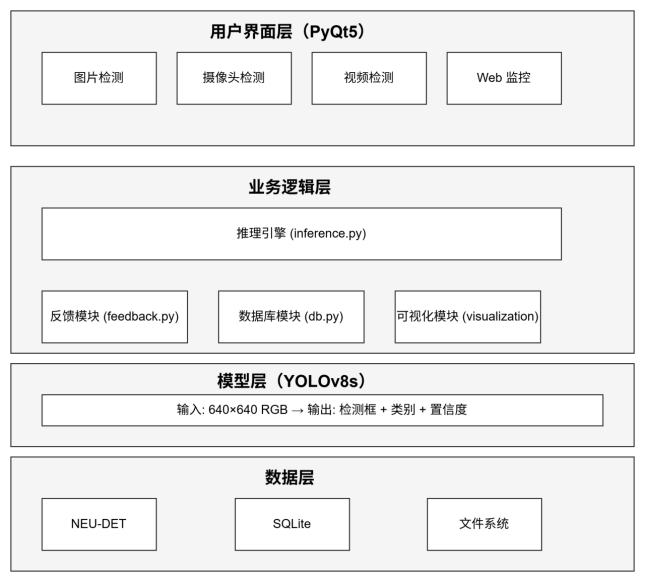 用户界面层（PyQt5）
图片检测
摄像头检测
视频检测
Web 监控
业务逻辑层
推理引擎 (inference.py)
反馈模块 (feedback.py)
数据库模块 (db.py)
可视化模块 (visualization)
模型层（YOLOv8s）
输入: 640×640 RGB → 输出: 检测框 + 类别 + 置信度
数据层
NEU-DET
SQLite
文件系统